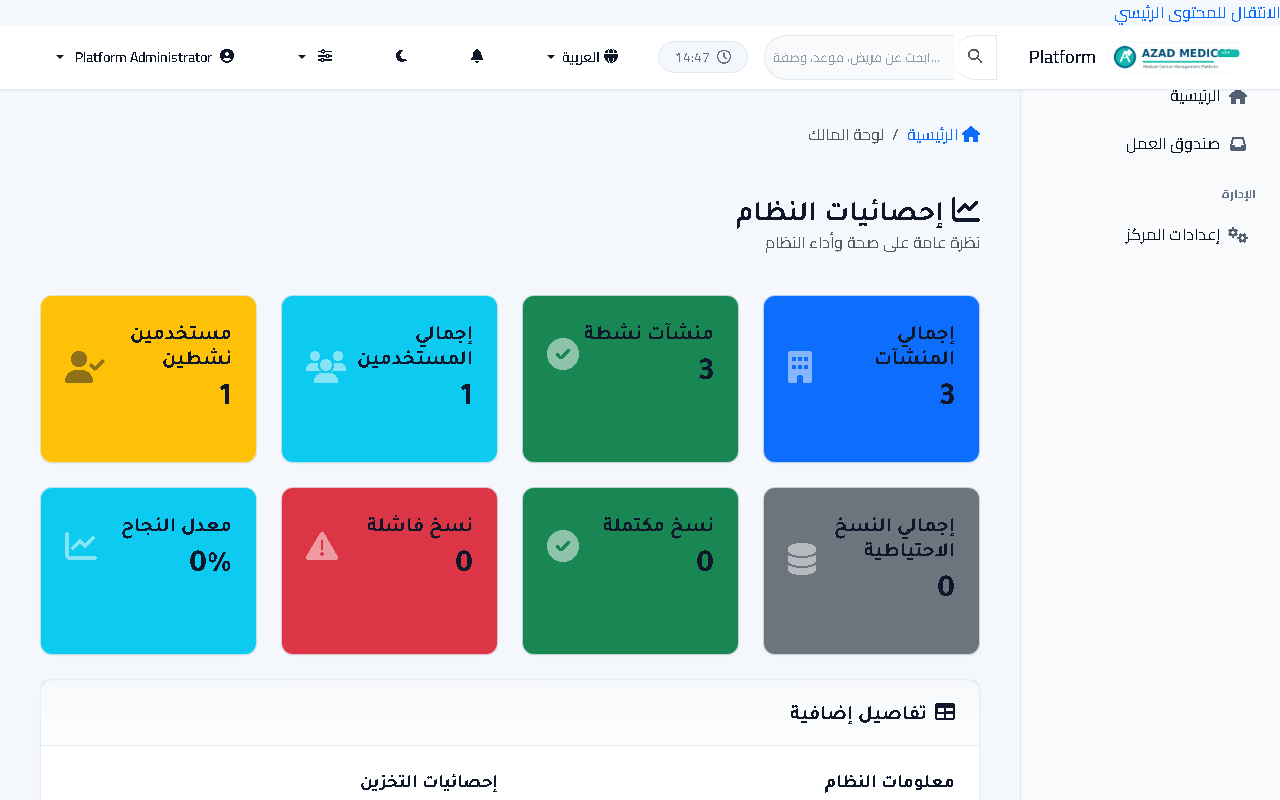 الانتقال للمحتوى الرئيسي
AZAD MEDIC
Medical Centre Management Platform
Platform
ابحث عن مريض، موعد، وصفة...
14:47
العربية
Platform Administrator
الرئيسية
صندوق العمل
الإدارة
إعدادات المركز
الرئيسية / لوحة المالك
إحصائيات النظام
نظرة عامة على صحة وأداء النظام
إجمالي
المنشآت
3
منشآت نشطة
3
إجمالي
المستخدمين
1
مستخدمين
نشطين
1
إجمالي النسخ
الاحتياطية
0
نسخ مكتملة
0
نسخ فاشلة
0
معدل النجاح
0%
تفاصيل إضافية
معلومات النظام
إحصائيات التخزين